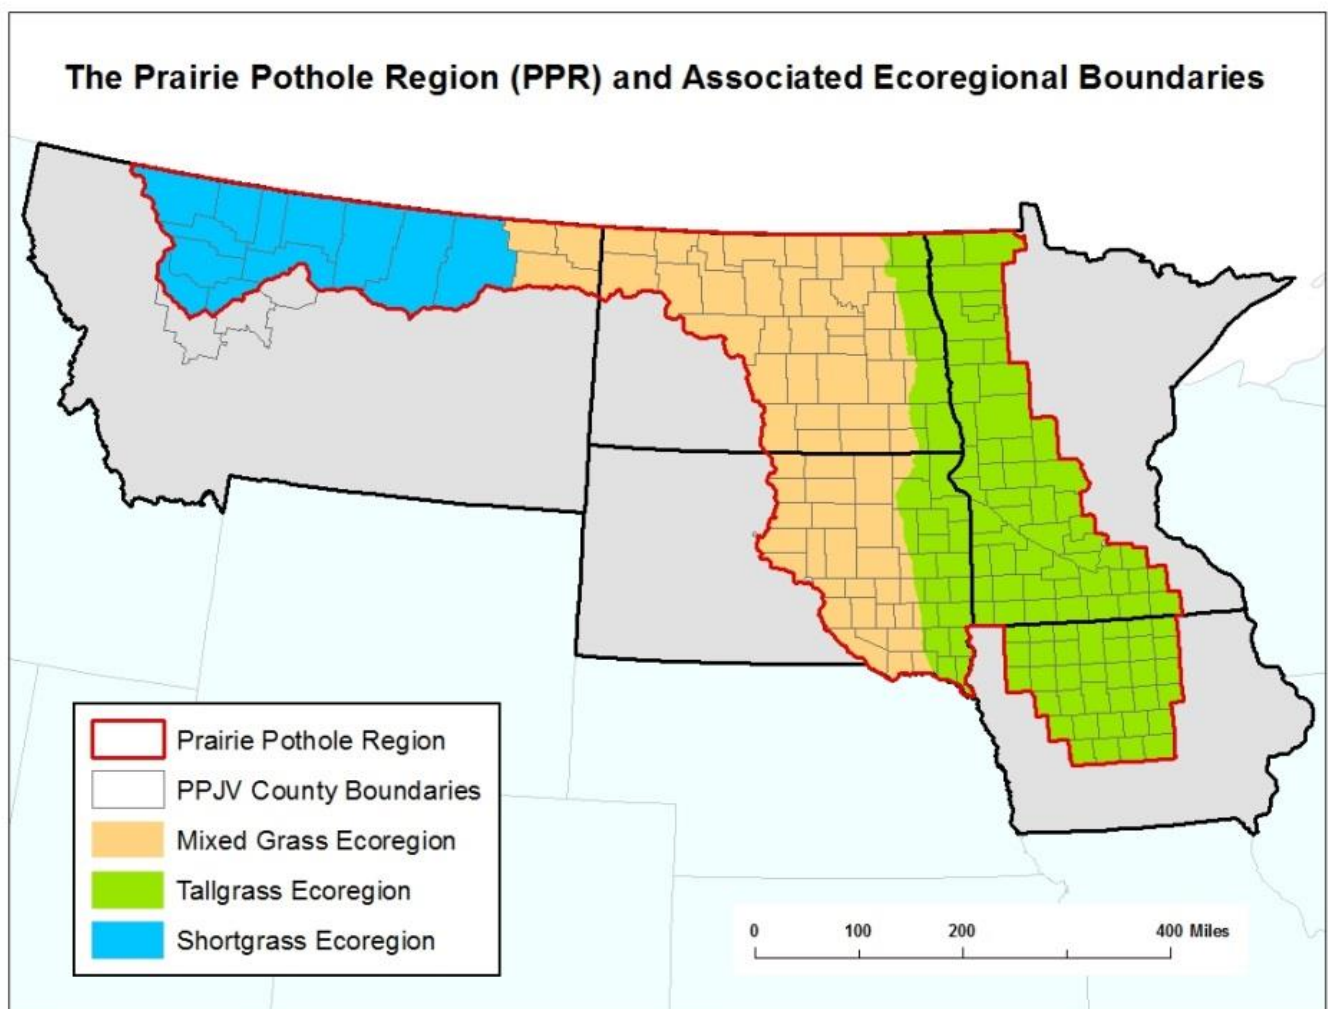 The Prairie Pothole Region (PPR) and Associated Ecoregional Boundaries
Prairie Pothole Region
PPJV County Boundaries
Mixed Grass Ecoregion
Tallgrass Ecoregion
Shortgrass Ecoregion
0 100 200 400 Miles